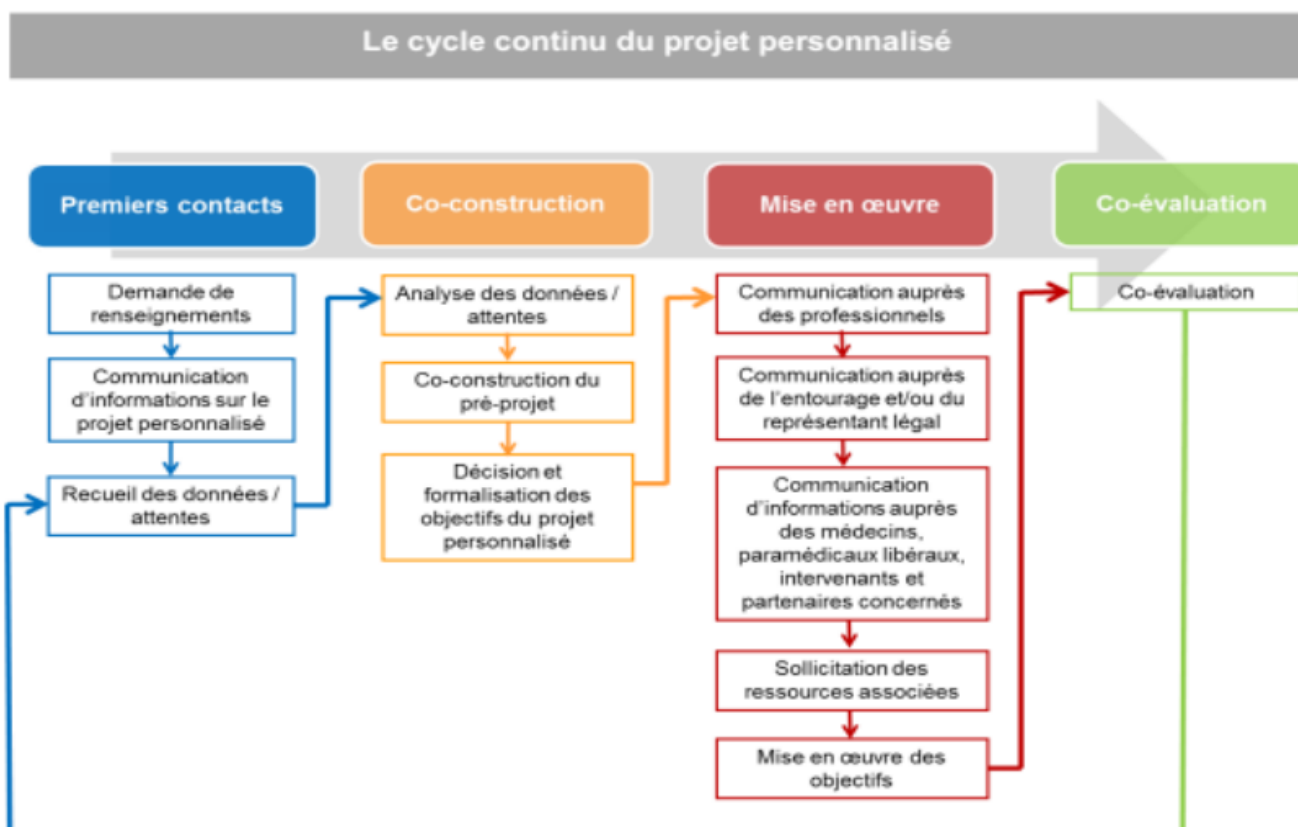 Le cycle continu du projet personnalisé
Premiers contacts
Co-construction
Mise en œuvre
Co-évaluation
Demande de
renseignements
Communication
d'informations sur le
projet personnalisé
Recueil des données /
attentes
Analyse des données /
attentes
Co-construction du
pré-projet
Décision et
formalisation des
objectifs du projet
personnalisé
Communication auprès
des professionnels
Communication auprès
de l'entourage et/ou du
représentant légal
Communication
d'informations auprès
des médecins,
paramédicaux libéraux,
intervenants et
partenaires concernés
Sollicitation des
ressources associées
Mise en œuvre des
objectifs
Co-évaluation